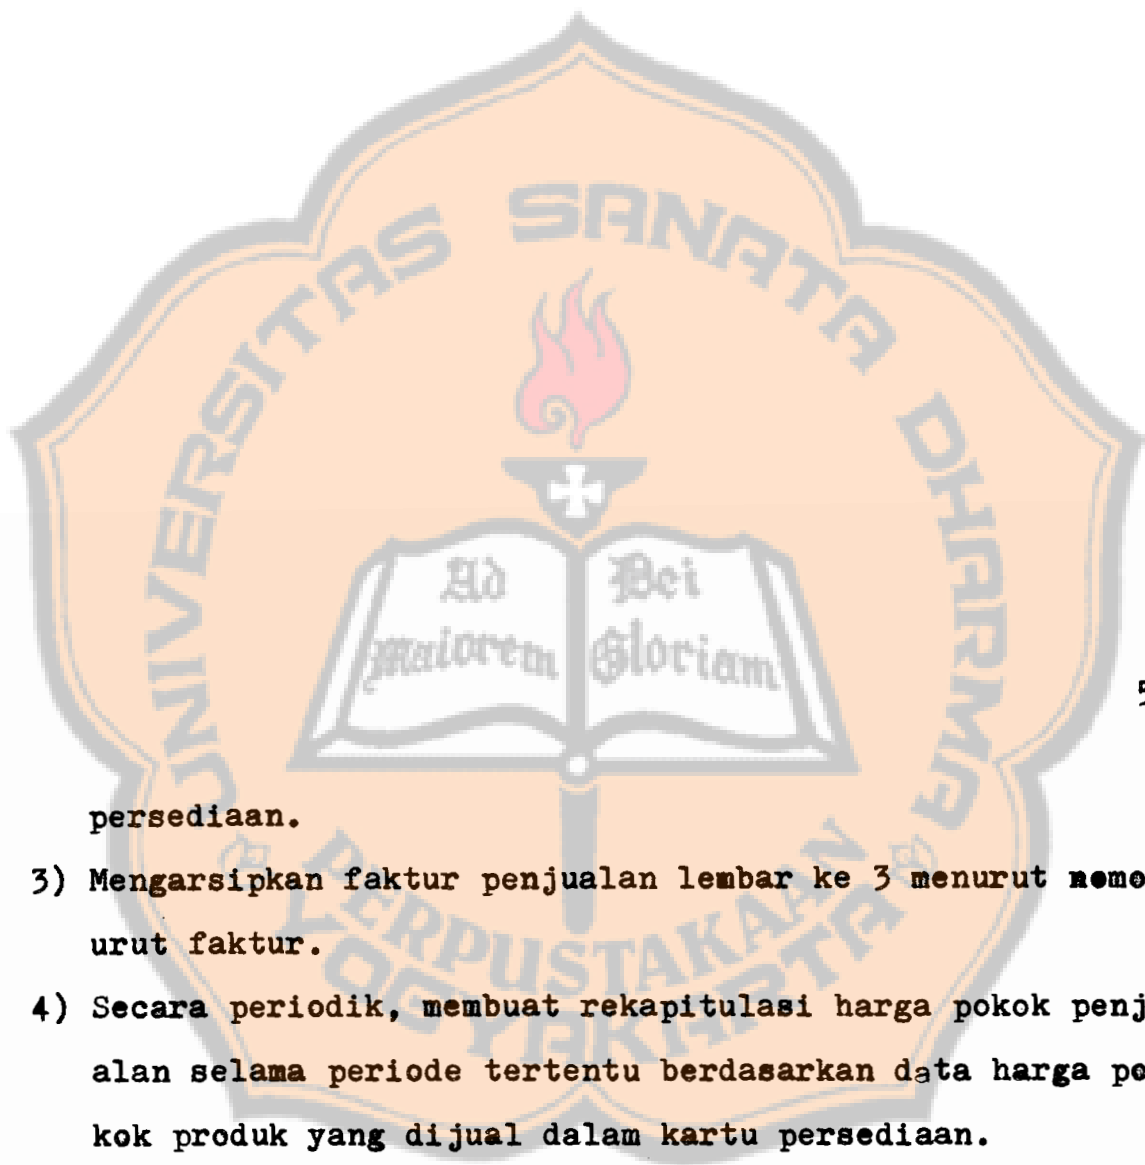 UNIVERSITAS SANATA DHARMA
Ad Dei
Maiorem Gloriam
persediaan.
3) Mengarsipkan faktur penjualan lembar ke 3 menurut nomo
urut faktur.
4) Secara periodik, membuat rekapitulasi harga pokok penj
alan selama periode tertentu berdasarkan data harga po
kok produk yang dijual dalam kartu persediaan.
PERPUSTAKAAN
YOGYAKARTA